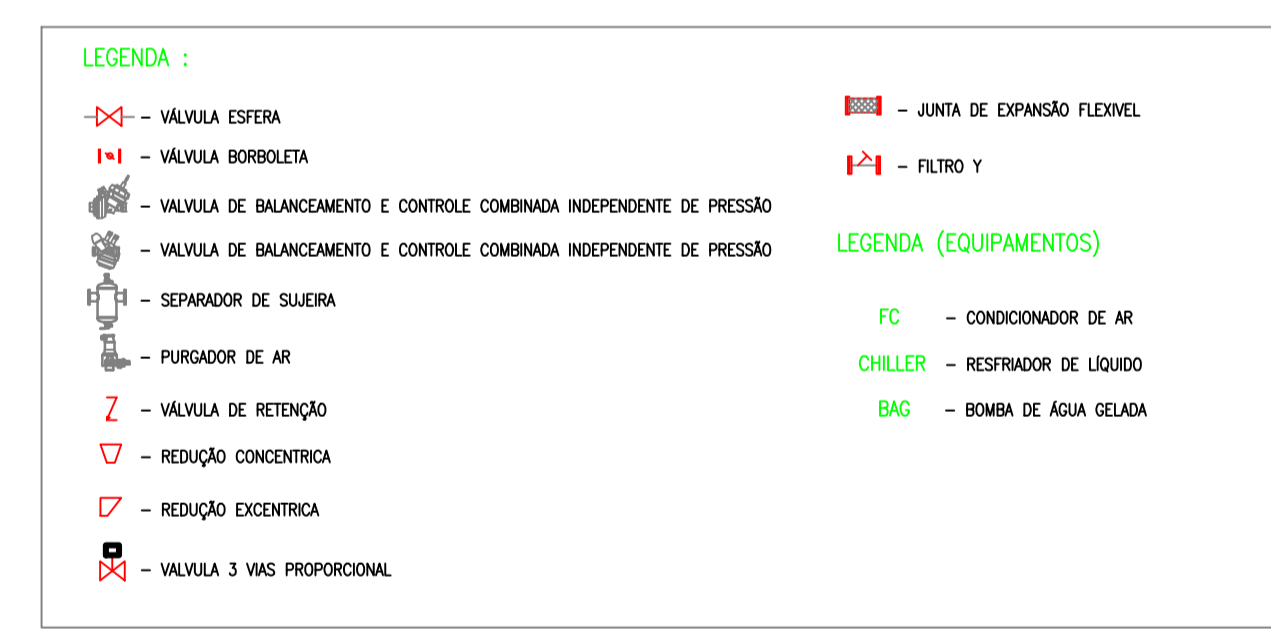 LEGENDA :
– VÁLVULA ESFERA
– VÁLVULA BORBOLETA
– VALVULA DE BALANCEAMENTO E CONTROLE COMBINADA INDEPENDENTE DE PRESSÃO
– VALVULA DE BALANCEAMENTO E CONTROLE COMBINADA INDEPENDENTE DE PRESSÃO
– SEPARADOR DE SUJEIRA
– PURGADOR DE AR
– VÁLVULA DE RETENÇÃO
– REDUÇÃO CONCENTRICA
– REDUÇÃO EXCENTRICA
– VALVULA 3 VIAS PROPORCIONAL
– JUNTA DE EXPANSÃO FLEXIVEL
– FILTRO Y
LEGENDA (EQUIPAMENTOS)
FC – CONDICIONADOR DE AR
CHILLER – RESFRIADOR DE LÍQUIDO
BAG – BOMBA DE ÁGUA GELADA